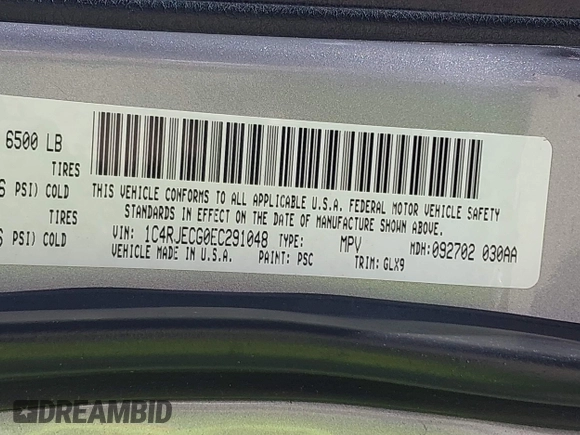 6500 LB
TIRES
PSI) COLD
TIRES
PSI) COLD
THIS VEHICLE CONFORMS TO ALL APPLICABLE U.S.A. FEDERAL MOTOR VEHICLE SAFETY
STANDARDS IN EFFECT ON THE DATE OF MANUFACTURE SHOWN ABOVE.
VIN: 1C4RJECG0EC291048 TYPE: MPV MDH:092702 030AA
VEHICLE MADE IN U.S.A. PAINT: PSC TRIM: GLX9
DREAMBID